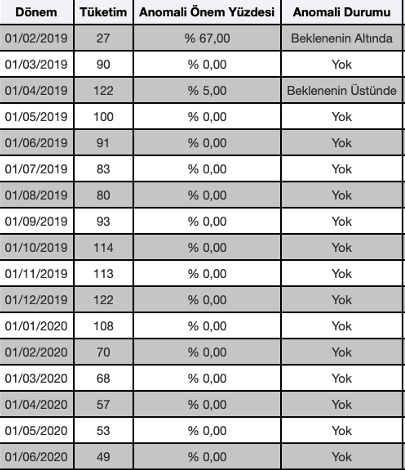 Dönem Tüketim Anomali Önem Yüzdesi Anomali Durumu
01/02/2019 27 % 67,00 Beklenenin Altında
01/03/2019 90 % 0,00 Yok
01/04/2019 122 % 5,00 Beklenenin Üstünde
01/05/2019 100 % 0,00 Yok
01/06/2019 91 % 0,00 Yok
01/07/2019 83 % 0,00 Yok
01/08/2019 80 % 0,00 Yok
01/09/2019 93 % 0,00 Yok
01/10/2019 114 % 0,00 Yok
01/11/2019 113 % 0,00 Yok
01/12/2019 122 % 0,00 Yok
01/01/2020 108 % 0,00 Yok
01/02/2020 70 % 0,00 Yok
01/03/2020 68 % 0,00 Yok
01/04/2020 57 % 0,00 Yok
01/05/2020 53 % 0,00 Yok
01/06/2020 49 % 0,00 Yok